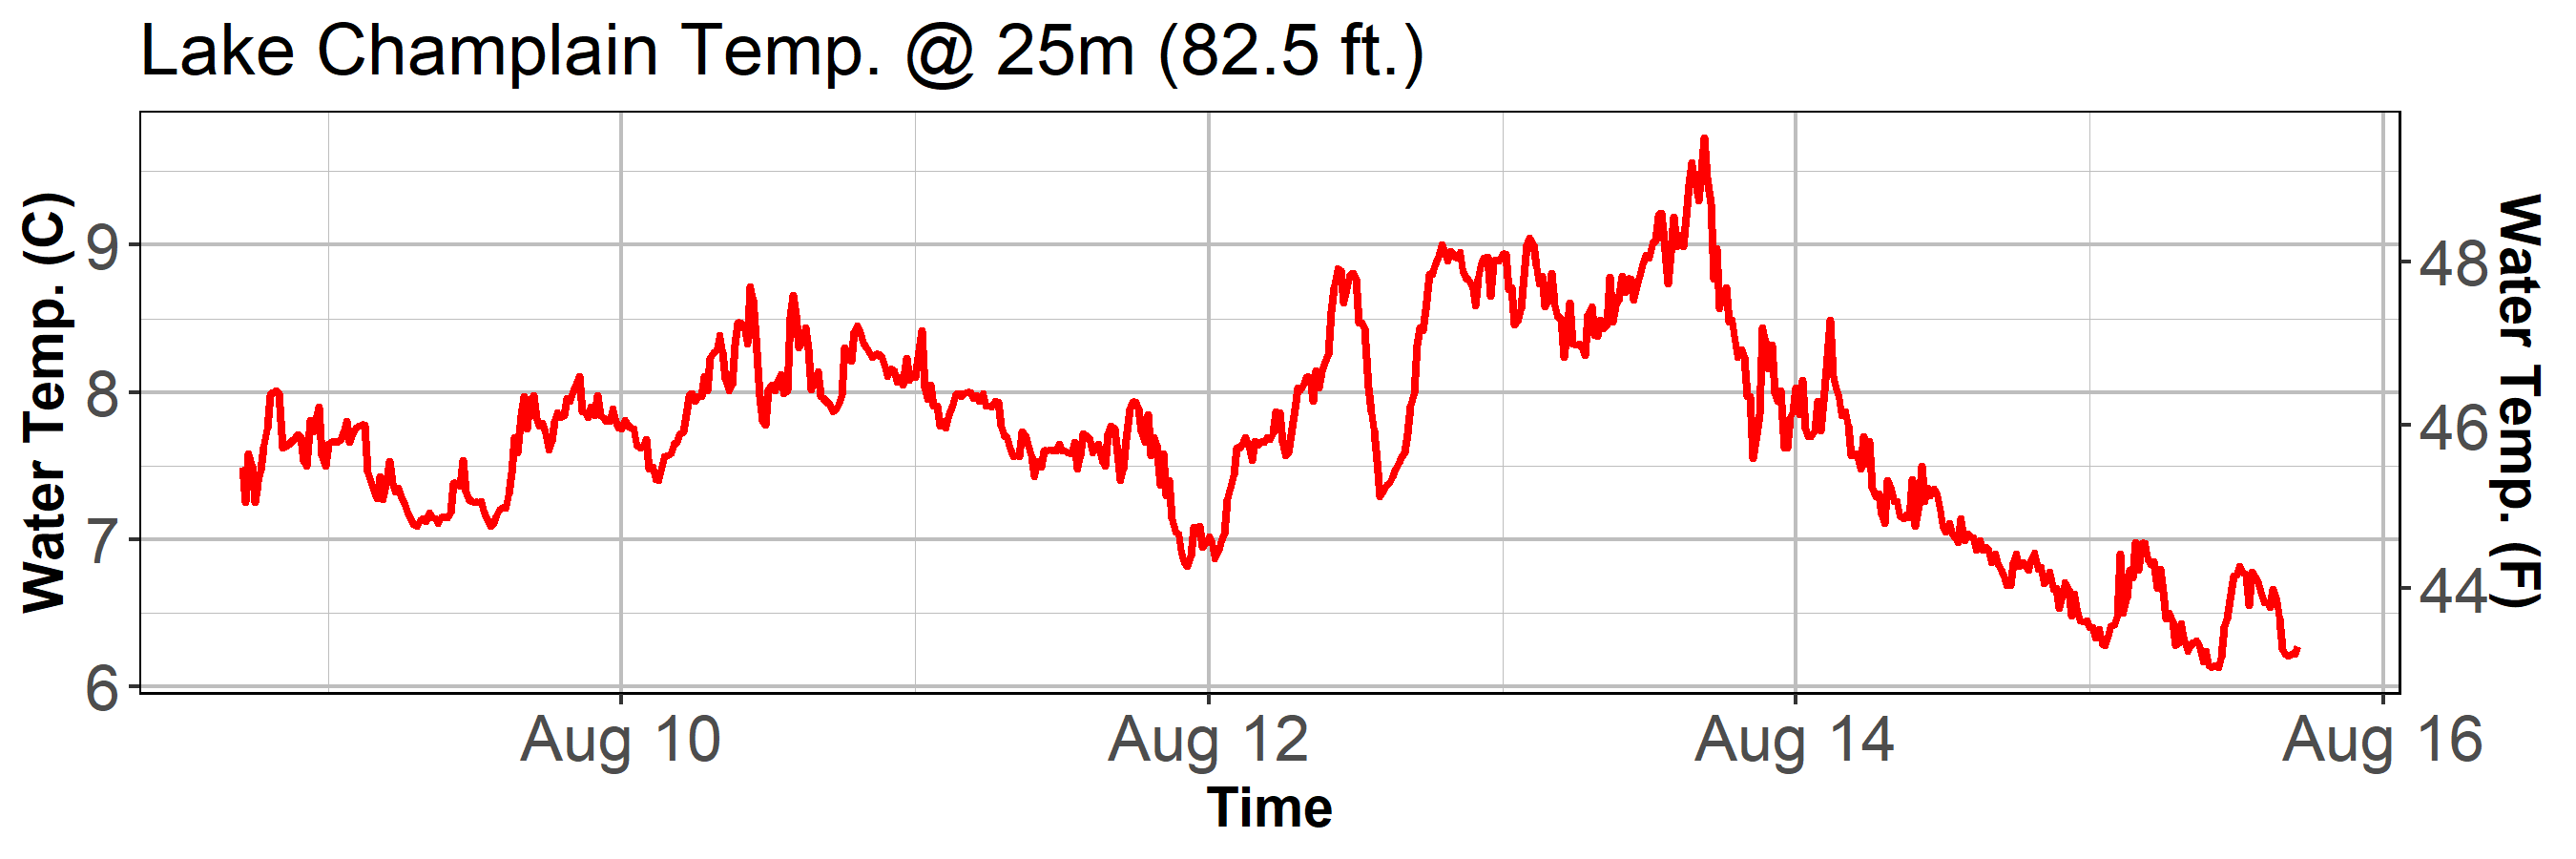 Lake Champlain Temp. @ 25m (82.5 ft.)
Water Temp. (C)
9
8
7
6
48
46
44
Water Temp. (F)
Aug 10
Aug 12
Aug 14
Aug 16
Time